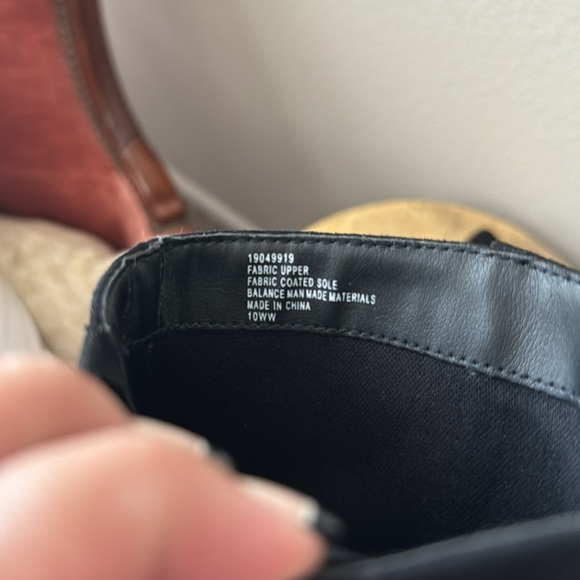 19049919
FABRIC UPPER
FABRIC COATED SOLE
BALANCE MAN MADE MATERIALS
MADE IN CHINA
10WW